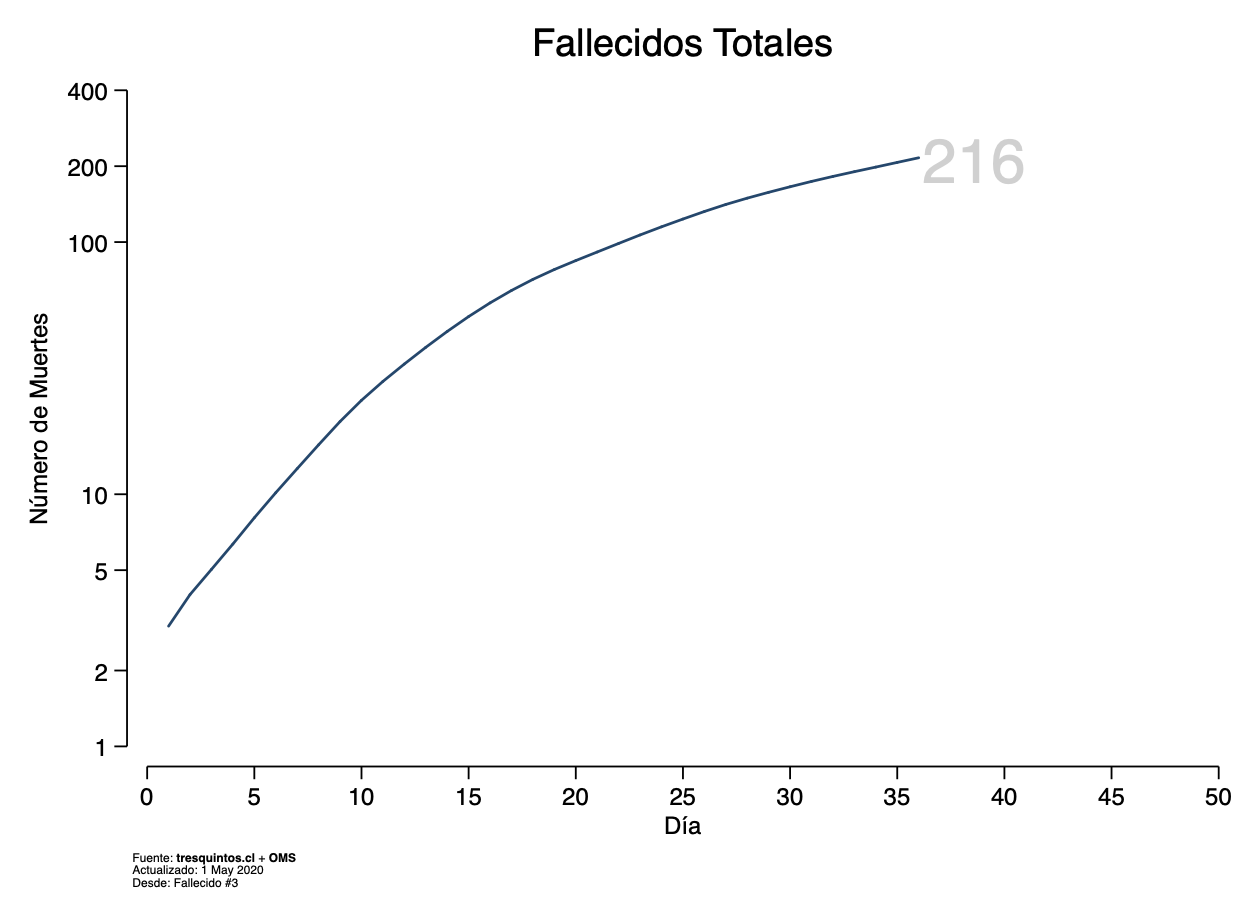 Fallecidos Totales
400
200
100
10
5
2
1
Número de Muertes
216
0 5 10 15 20 25 30 35 40 45 50
Día
Fuente: tresquintos.cl + OMS
Actualizado: 1 May 2020
Desde: Fallecido #3